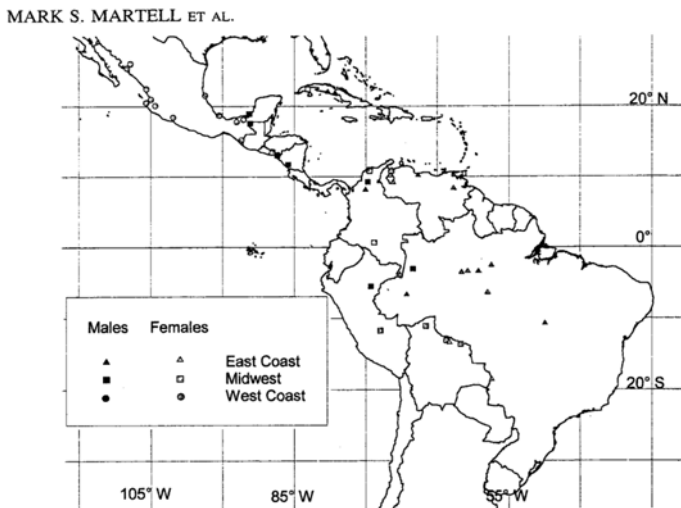 MARK S. MARTELL ET AL.
20° N
0°
Males Females
East Coast
Midwest
West Coast
20° S
105° W 85° W 55° W